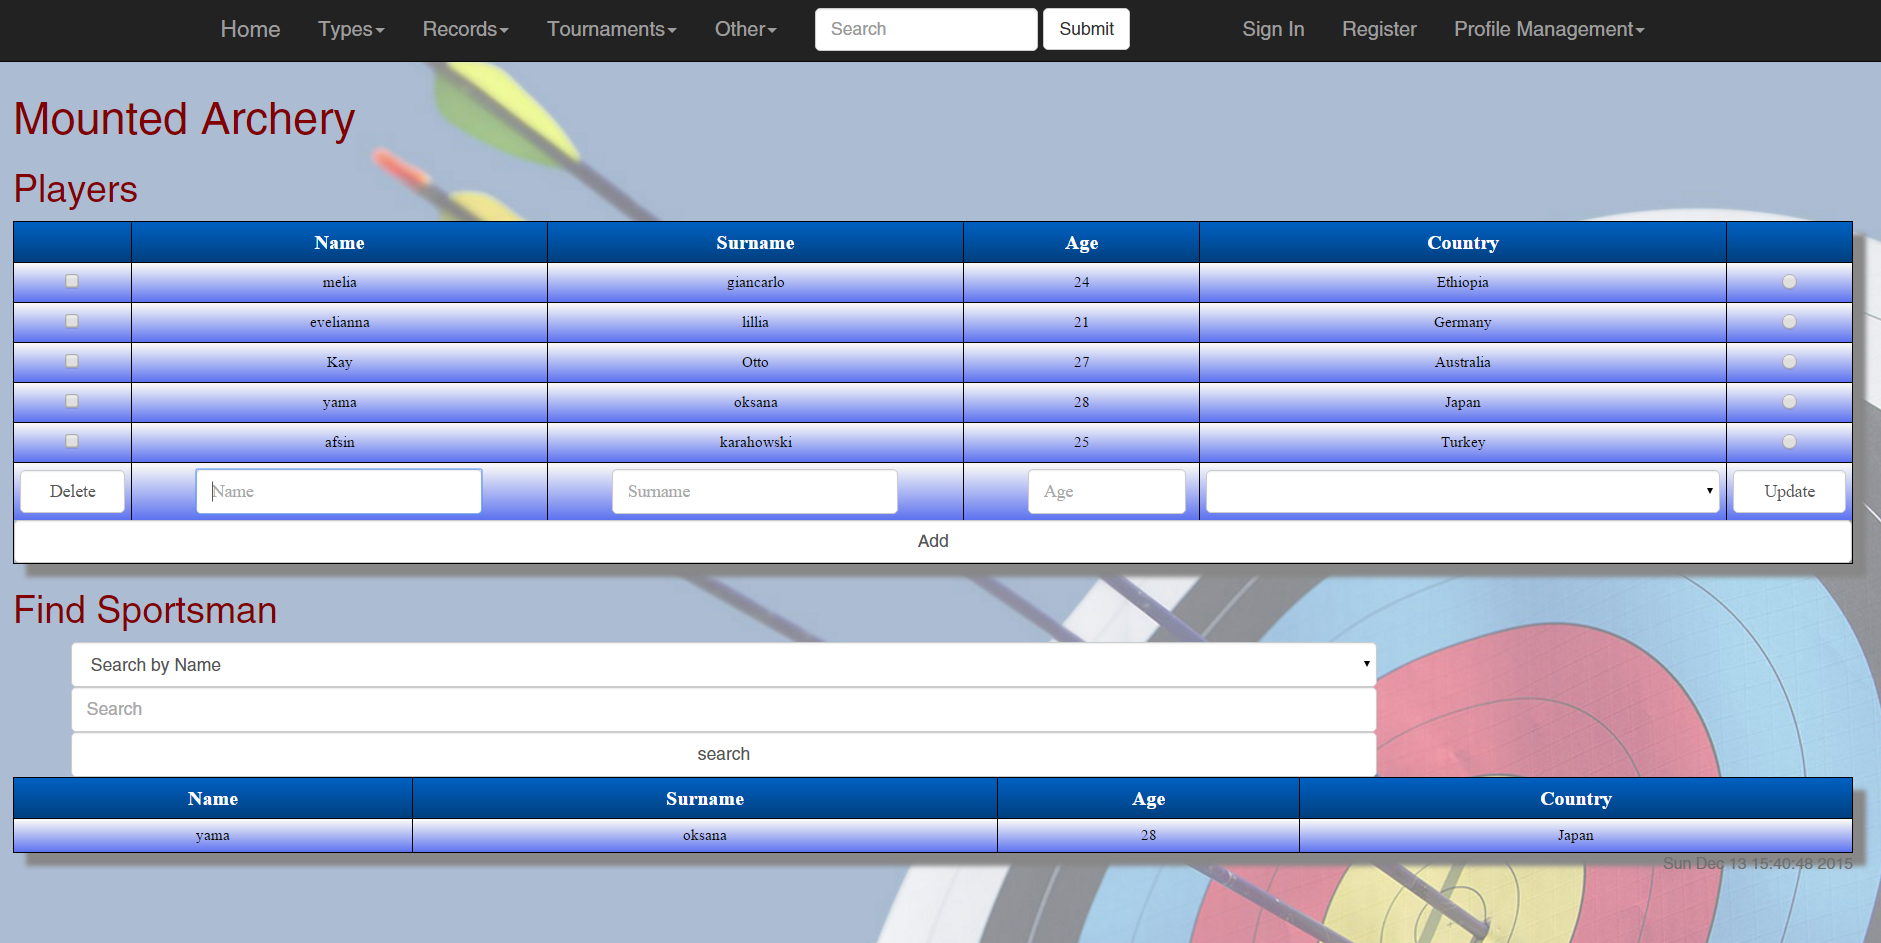 Home Types Records Tournaments Other Search Submit Sign In Register Profile Management
Mounted Archery
Players
Name Surname Age Country
melia giancarlo 24 Ethiopia
evelianna lillia 21 Germany
Kay Otto 27 Australia
yama oksana 28 Japan
afsin karahowski 25 Turkey
Delete Name Surname Age Update
Add
Find Sportsman
Search by Name
Search
search
Name Surname Age Country
yama oksana 28 Japan
Sun Dec 13 15:40:48 2015